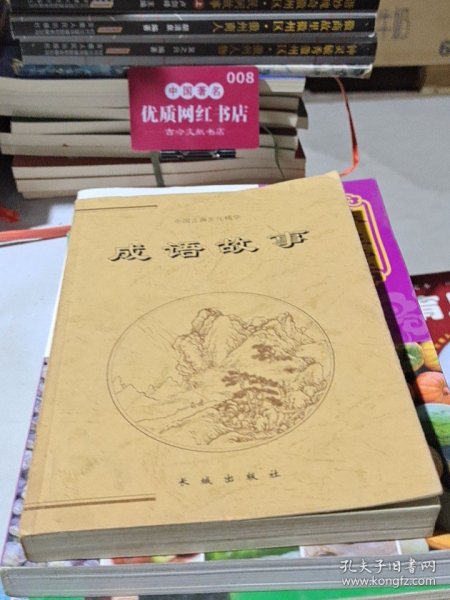 008
中国著名
优质网红书店
古今文献书店
中国古典文化精华
成语故事
长城出版社
孔夫子旧书网
www.kongfz.com